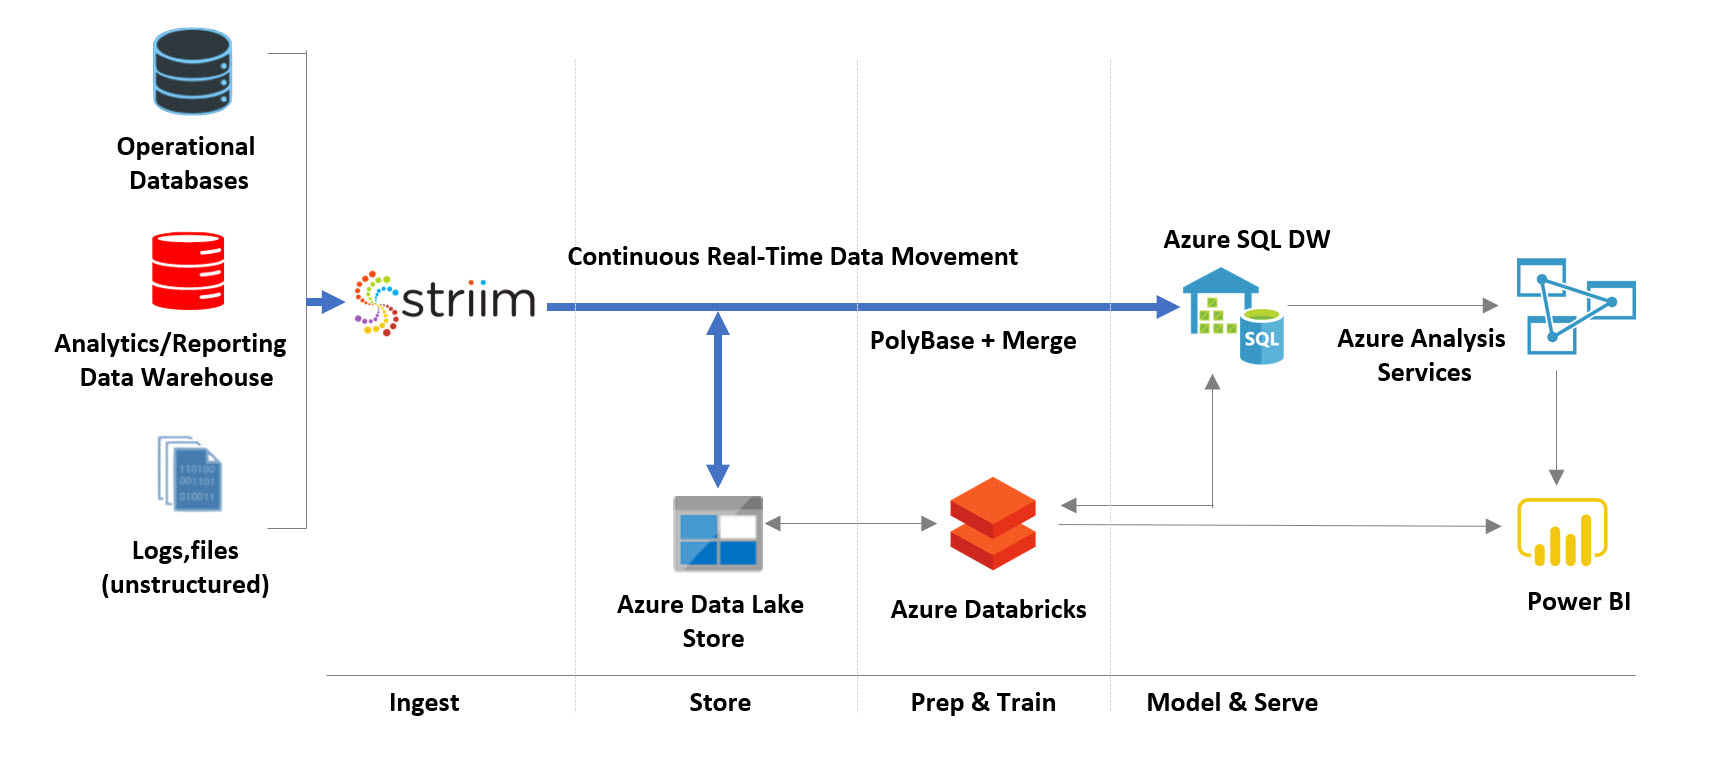 Operational
Databases
Analytics/Reporting
Data Warehouse
110100
001101
010011
Logs,files
(unstructured)
striim
Continuous Real-Time Data Movement
PolyBase + Merge
Azure Data Lake
Store
Azure Databricks
Azure SQL DW
SQL
Azure Analysis
Services
Power BI
Ingest
Store
Prep & Train
Model & Serve